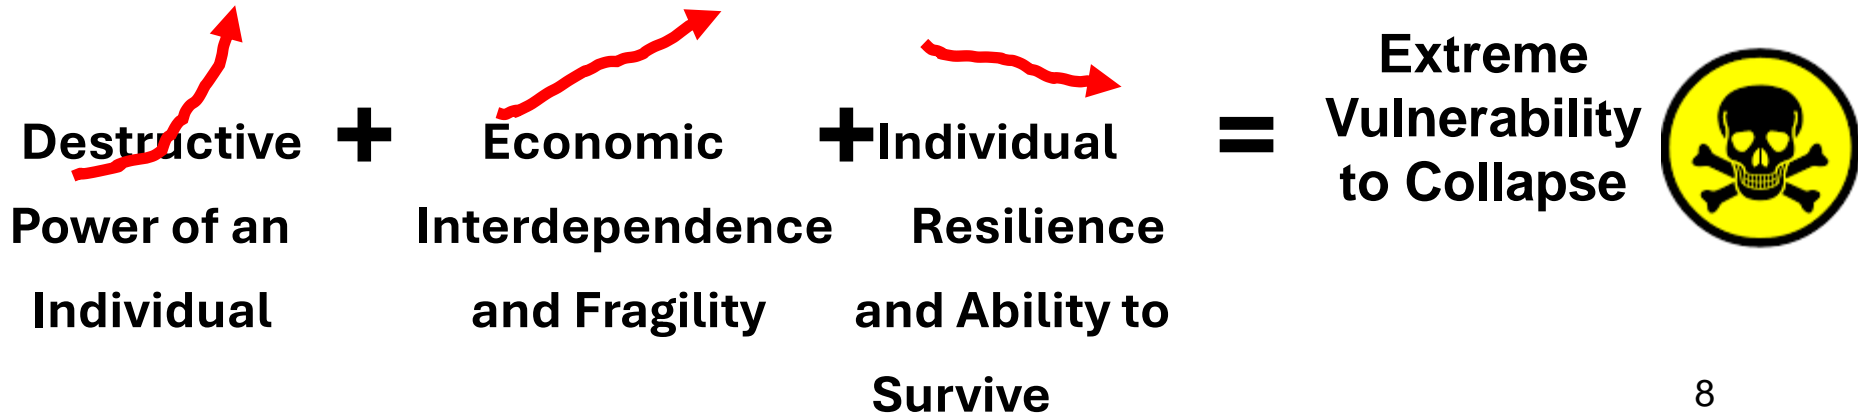 Destructive
Power of an
Individual
+
Economic
Interdependence
and Fragility
+
Individual
Resilience
and Ability to
Survive
=
Extreme
Vulnerability
to Collapse
8